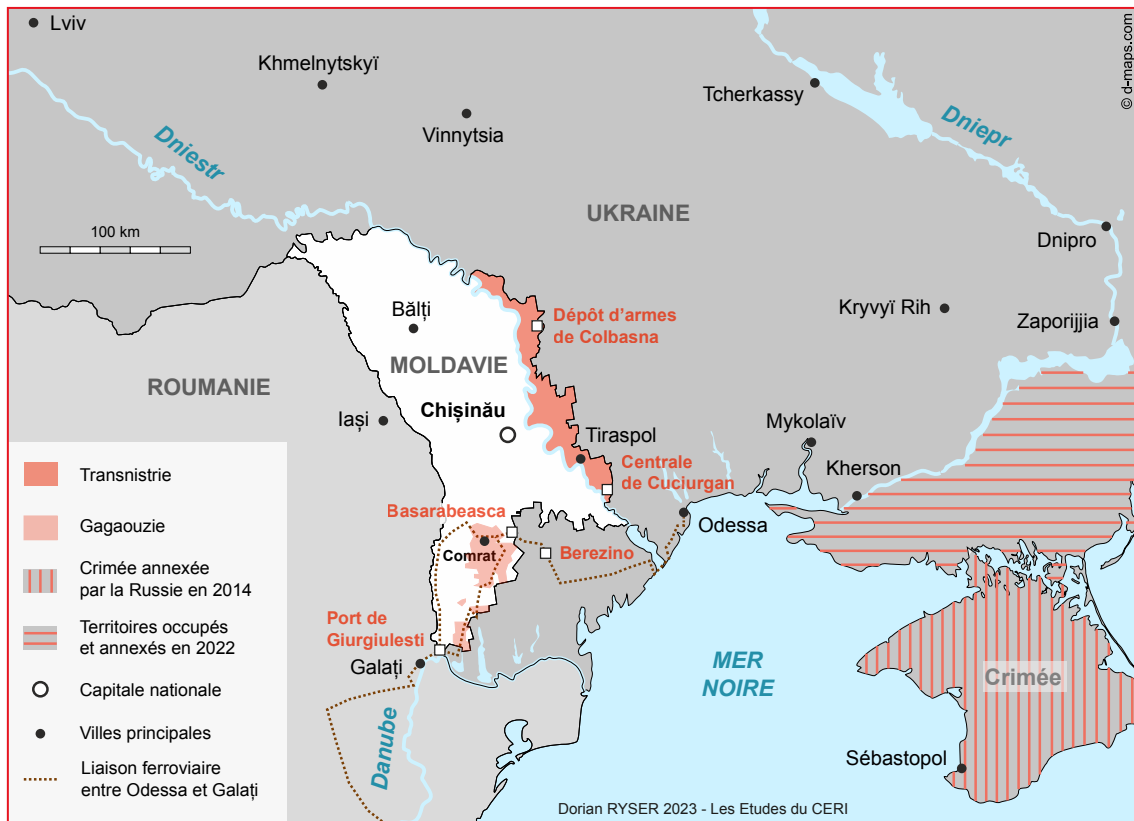 Lviv
Khmelnytskyï
Vinnytsia
Tcherkassy
© d-maps.com
Dniestr
Dniepr
UKRAINE
100 km
Dnipro
Bălți
Dépôt d'armes
de Colbasna
Kryvyï Rih
Zaporijjia
MOLDAVIE
ROUMANIE
Chișinău
Iași
Tiraspol
Mykolaïv
Centrale
de Cuciurgan
Kherson
Transnistrie
Basarabeasca
Odessa
Gagaouzie
Comrat
Berezino
Crimée annexée
par la Russie en 2014
Port de
Giurgiulesti
Territoires occupés
et annexés en 2022
Galați
MER
NOIRE
Crimée
Capitale nationale
Danube
Villes principales
Sébastopol
Liaison ferroviaire
entre Odessa et Galați
Dorian RYSER 2023 - Les Etudes du CERI